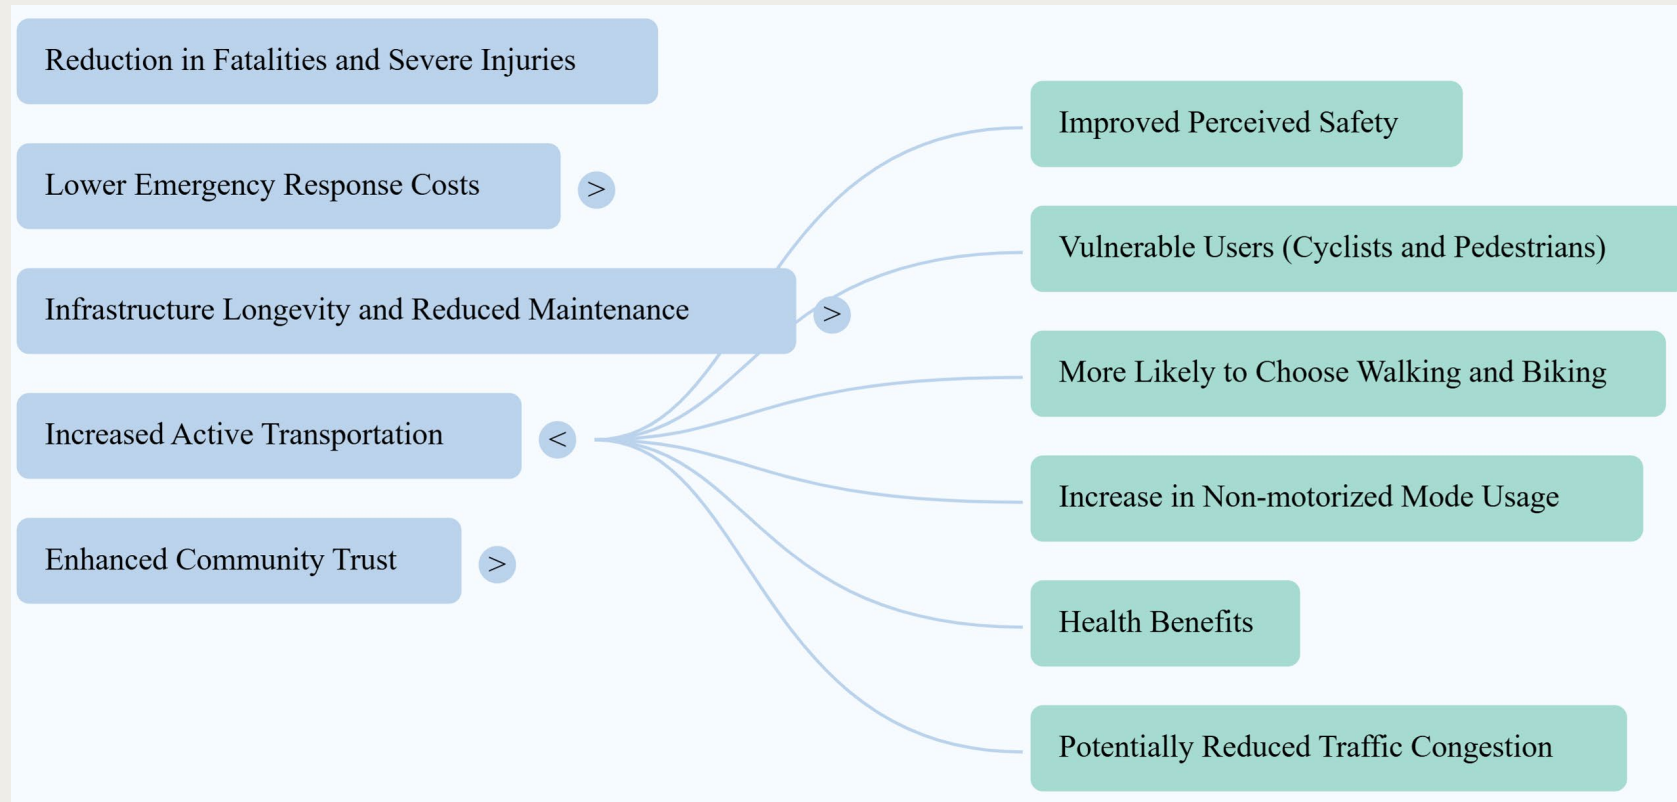 Reduction in Fatalities and Severe Injuries
Lower Emergency Response Costs
>
Infrastructure Longevity and Reduced Maintenance
>
Increased Active Transportation
<
Enhanced Community Trust
>
Improved Perceived Safety
Vulnerable Users (Cyclists and Pedestrians)
More Likely to Choose Walking and Biking
Increase in Non-motorized Mode Usage
Health Benefits
Potentially Reduced Traffic Congestion